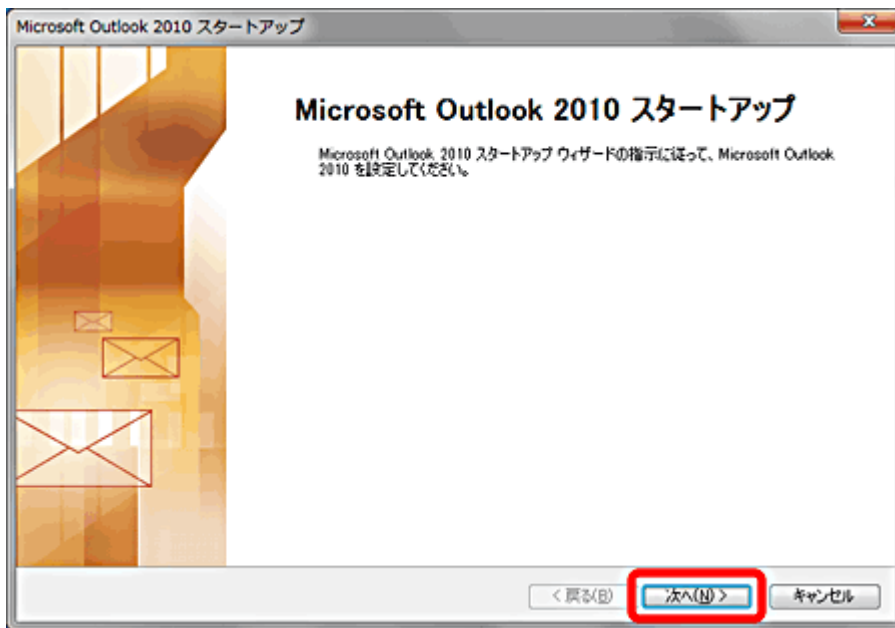 Microsoft Outlook 2010 スタートアップ
Microsoft Outlook 2010 スタートアップ
Microsoft Outlook 2010 スタートアップ ウィザードの指示に従って、Microsoft Outlook
2010 を設定してください。
< 戻る(B)
次へ(N) >
キャンセル